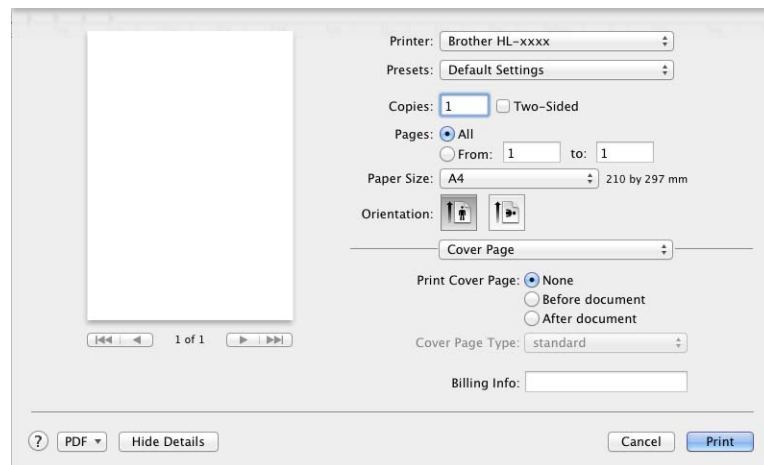 Printer: Brother HL-xxxx
Presets: Default Settings
Copies: 1 Two-Sided
Pages: All
From: 1 to: 1
Paper Size: A4 210 by 297 mm
Orientation:
Cover Page
Print Cover Page: None
Before document
After document
1 of 1
Cover Page Type: standard
Billing Info:
? PDF Hide Details Cancel Print